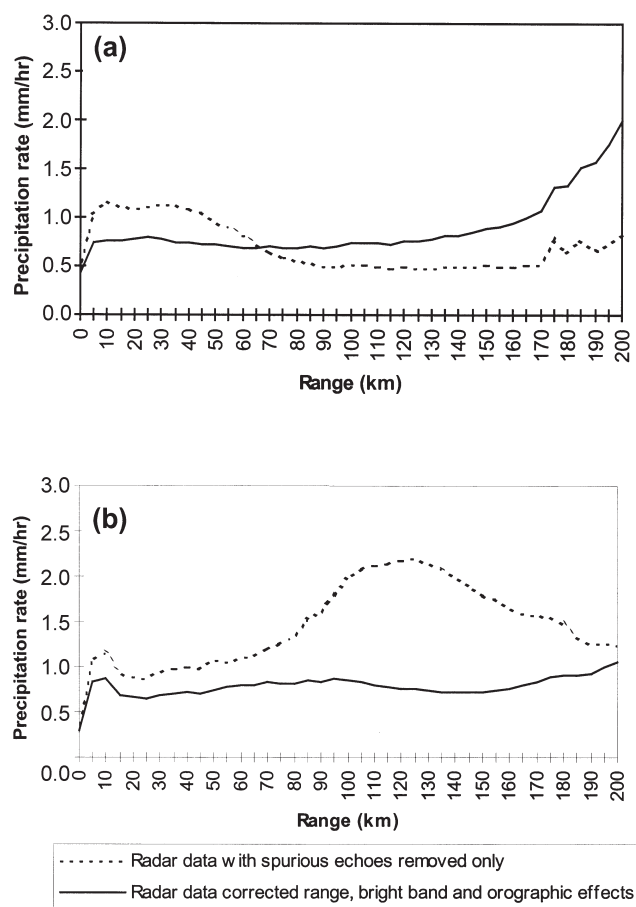 (a)
Precipitation rate (mm/hr)
3.0
2.5
2.0
1.5
1.0
0.5
0.0
0 10 20 30 40 50 60 70 80 90 100 110 120 130 140 150 160 170 180 190 200
Range (km)
(b)
Precipitation rate (mm/hr)
3.0
2.5
2.0
1.5
1.0
0.5
0.0
0 10 20 30 40 50 60 70 80 90 100 110 120 130 140 150 160 170 180 190 200
Range (km)
Radar data with spurious echoes removed only
Radar data corrected range, bright band and orographic effects